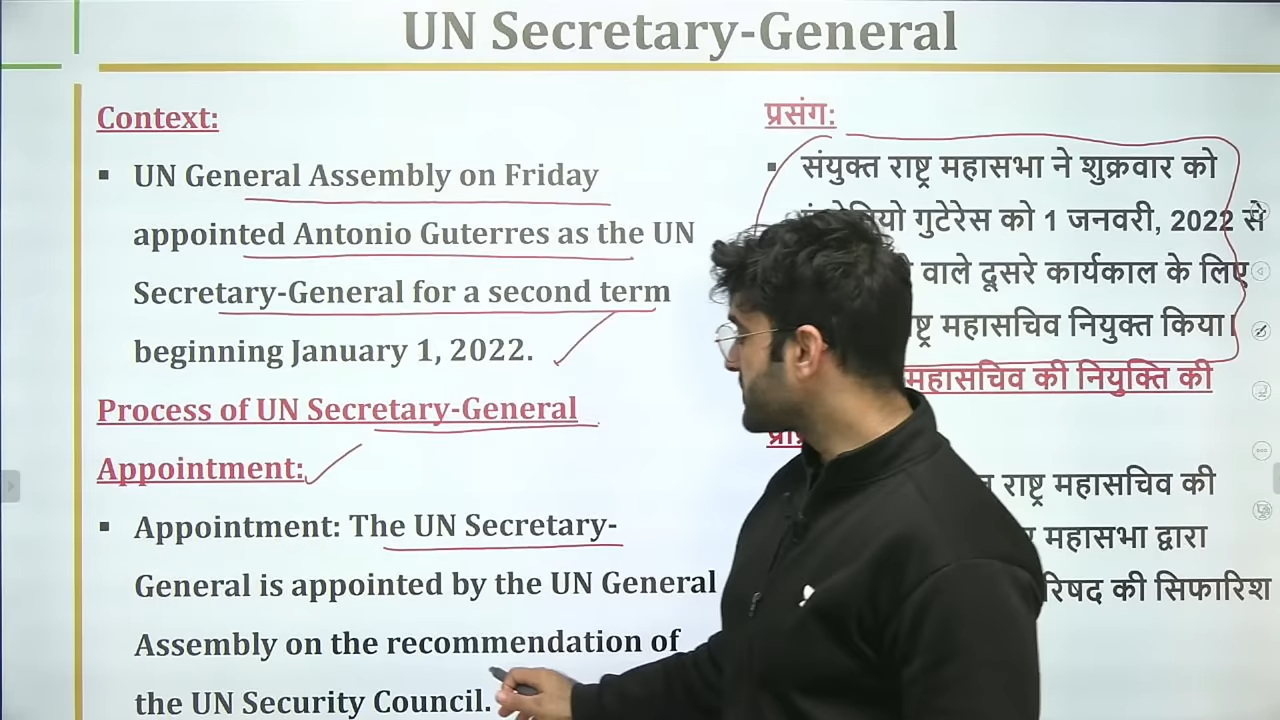 UN Secretary-General
Context:
▪ UN General Assembly on Friday
appointed Antonio Guterres as the UN
Secretary-General for a second term
beginning January 1, 2022.
Process of UN Secretary-General
Appointment:
▪ Appointment: The UN Secretary-
General is appointed by the UN General
Assembly on the recommendation of
the UN Security Council.
प्रसंग:
▪ संयुक्त राष्ट्र महासभा ने शुक्रवार को
गुटेरेस को 1 जनवरी, 2022 से
वाले दूसरे कार्यकाल के लिए
महासचिव नियुक्त किया।
महासचिव की नियुक्ति की
राष्ट्र महासचिव की
महासभा द्वारा
की सिफारिश